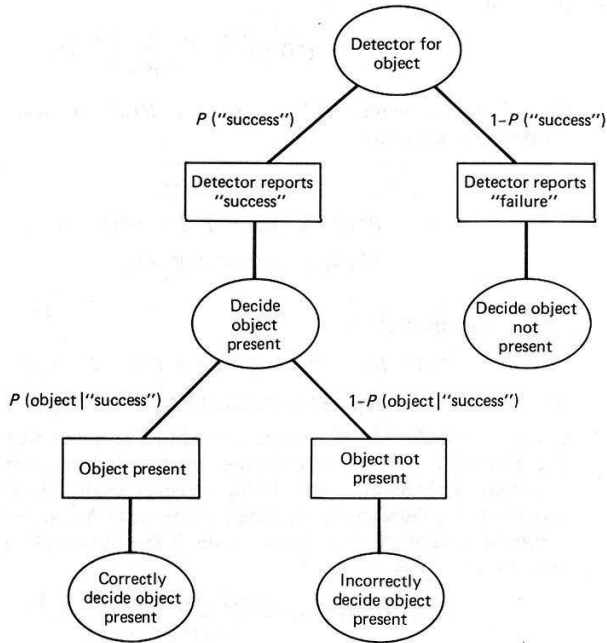 Detector for
object
P ("success")
1-P ("success")
Detector reports
"success"
Detector reports
"failure"
Decide
object
present
Decide object
not
present
P (object|"success")
1-P (object|"success")
Object present
Object not
present
Correctly
decide object
present
Incorrectly
decide object
present